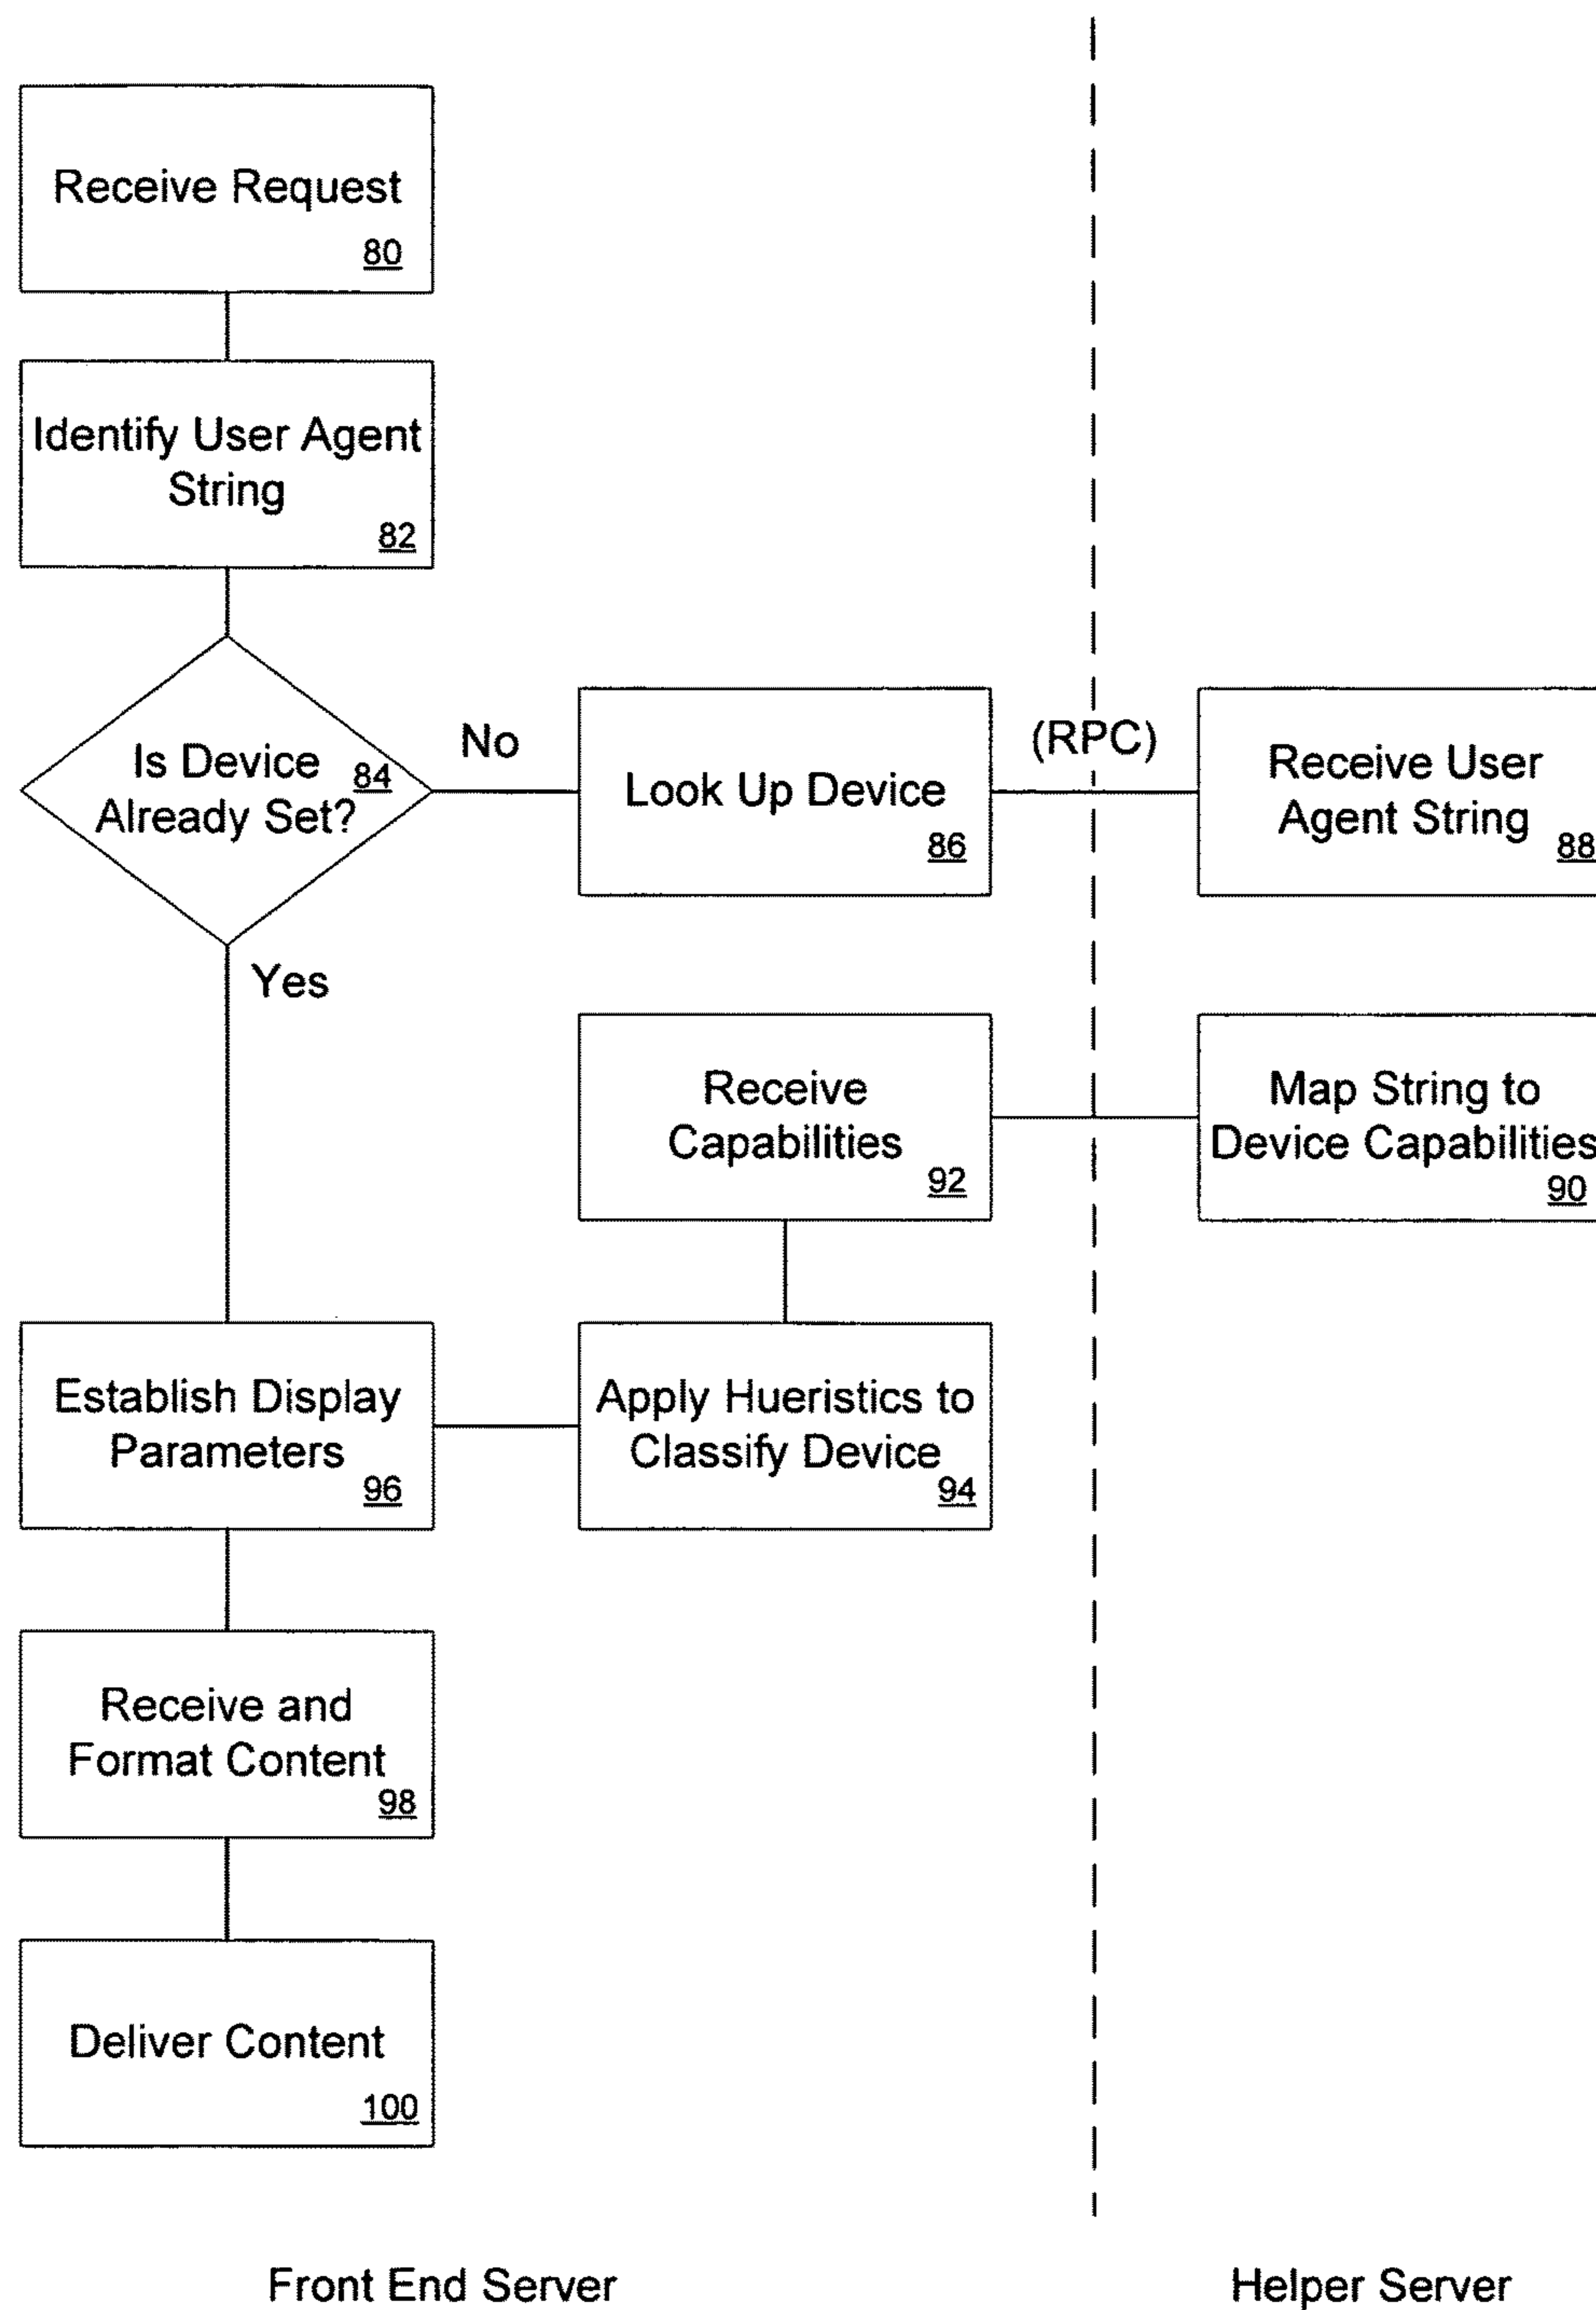 Receive Request
80
Identify User Agent
String
82
Is Device
Already Set?
84
No
Look Up Device
86
(RPC)
Receive User
Agent String
88
Yes
Receive
Capabilities
92
Map String to
Device Capabilities
90
Establish Display
Parameters
96
Apply Hueristics to
Classify Device
94
Receive and
Format Content
98
Deliver Content
100
Front End Server
Helper Server